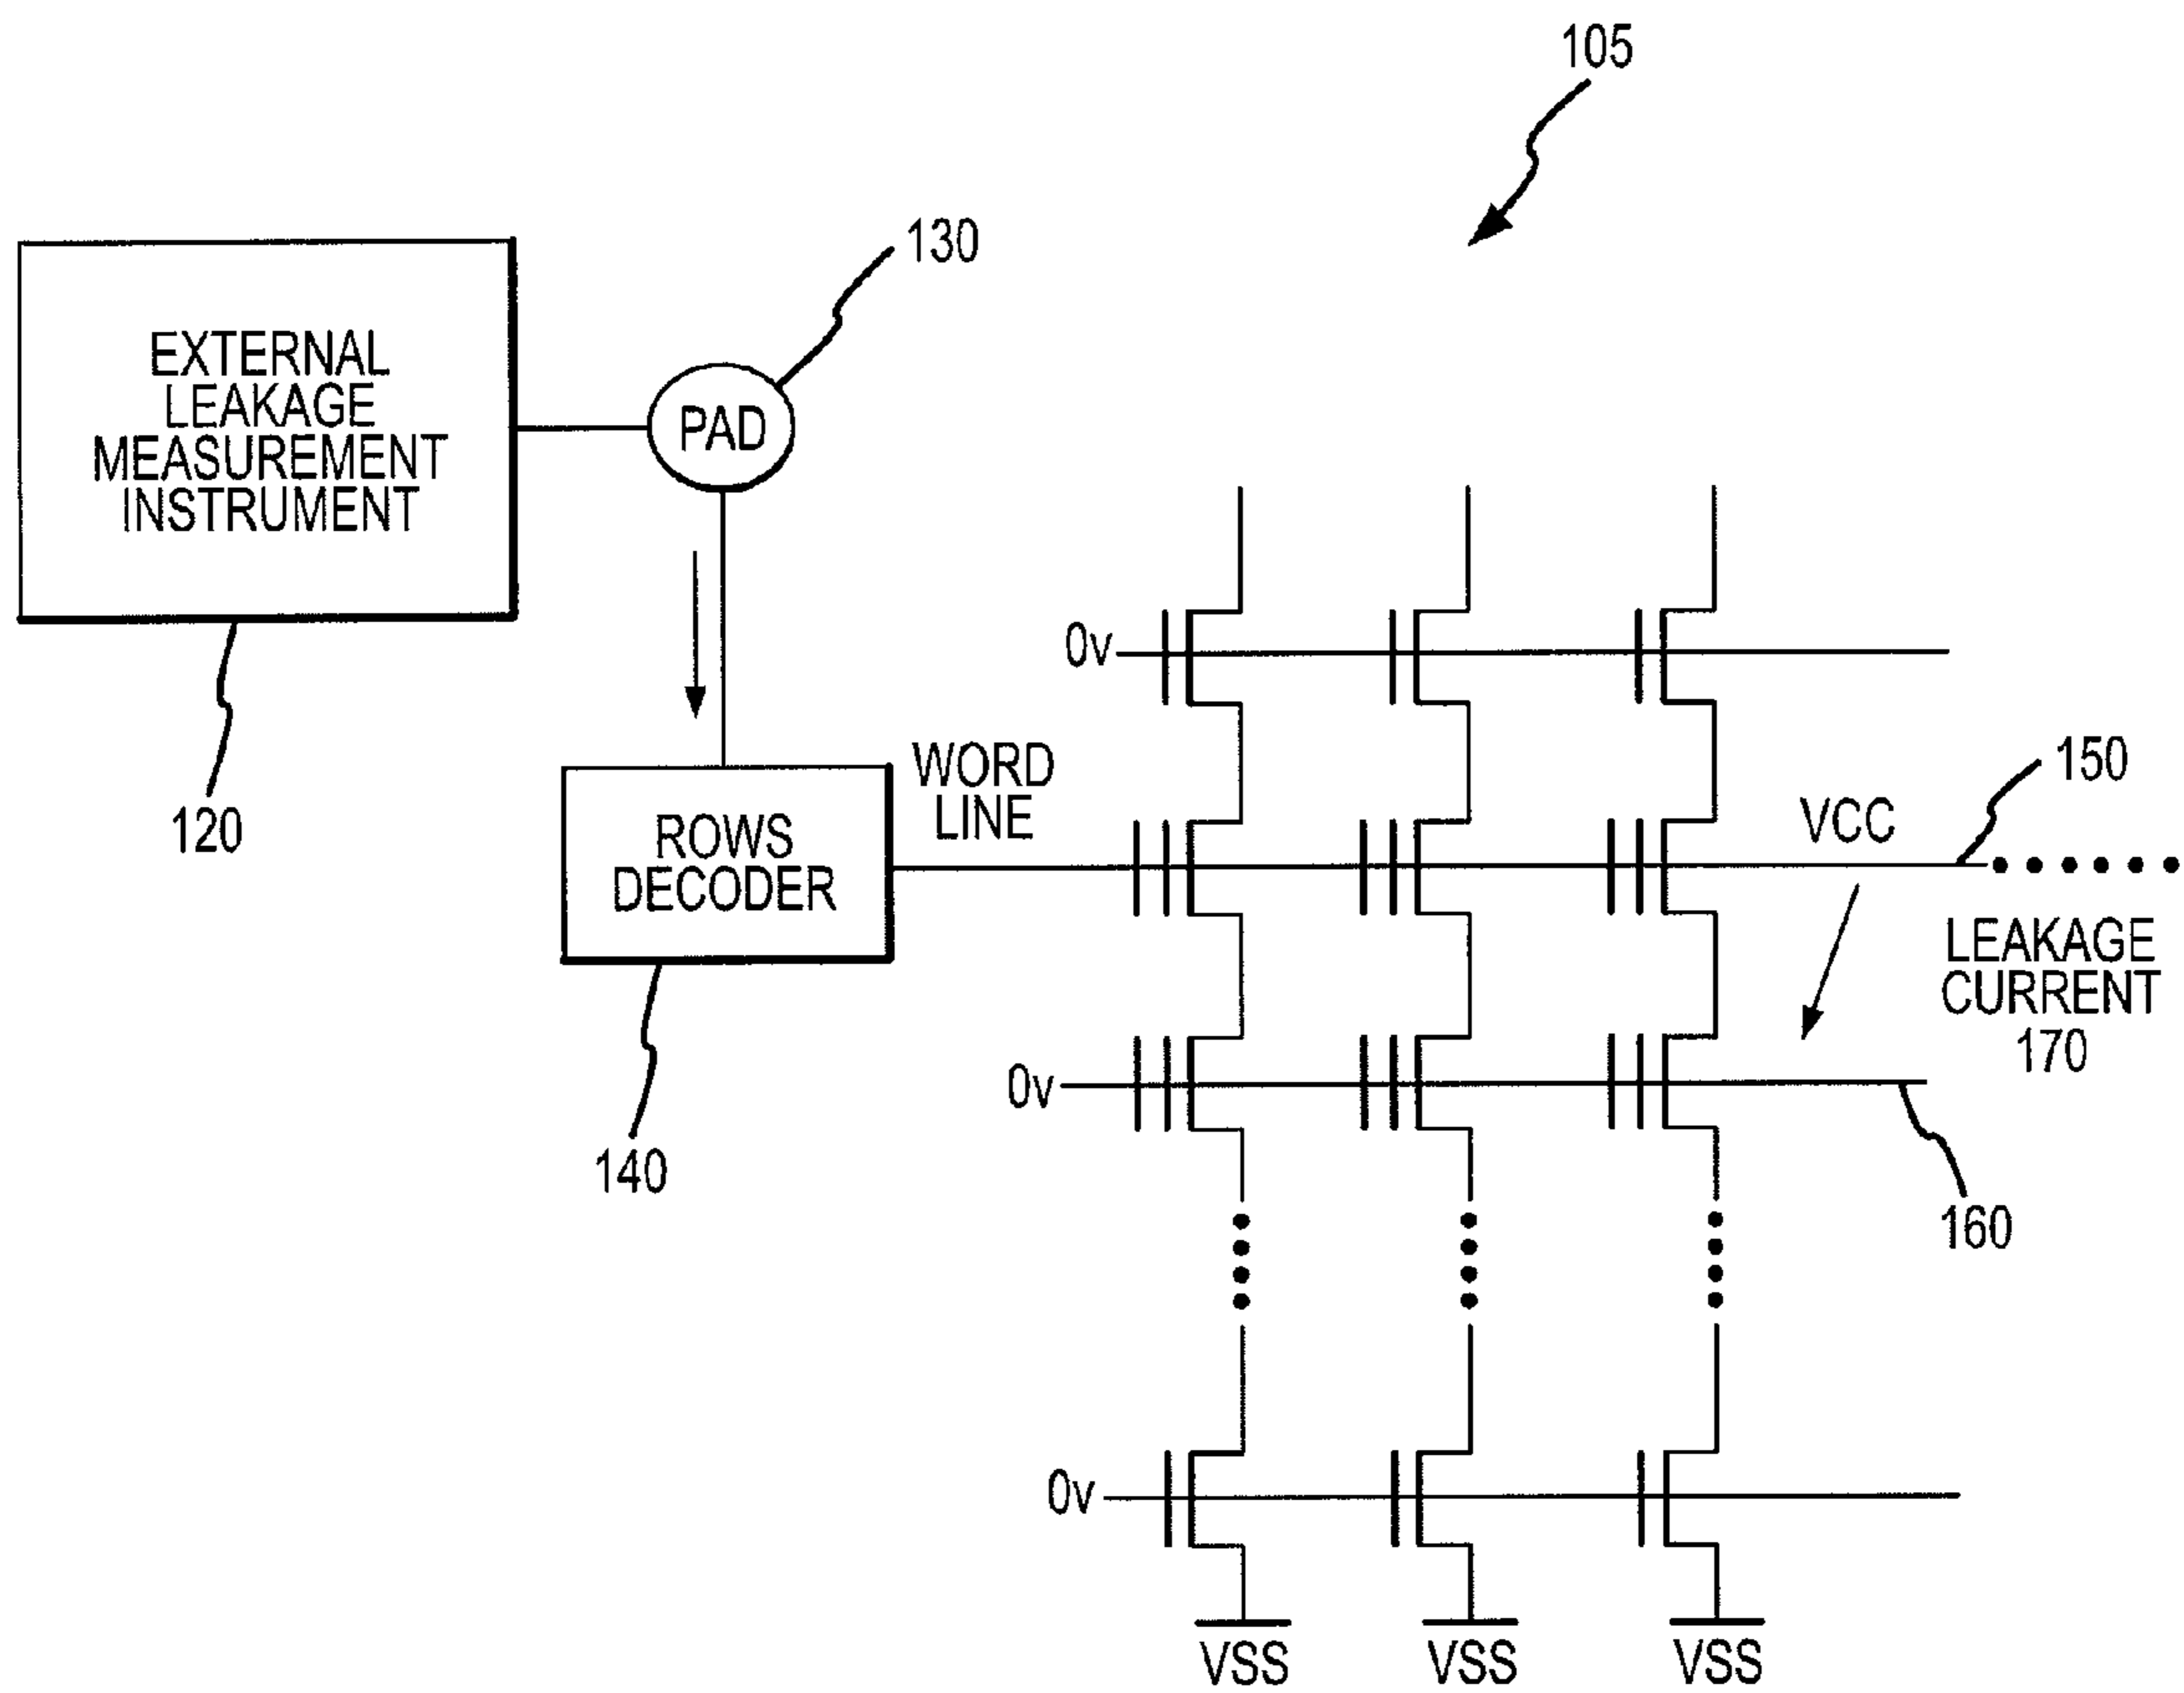 105
130
EXTERNAL
LEAKAGE
MEASUREMENT
INSTRUMENT
PAD
0v
120
ROWS
DECODER
WORD
LINE
VCC
150
LEAKAGE
CURRENT
170
0v
140
160
0v
VSS VSS VSS